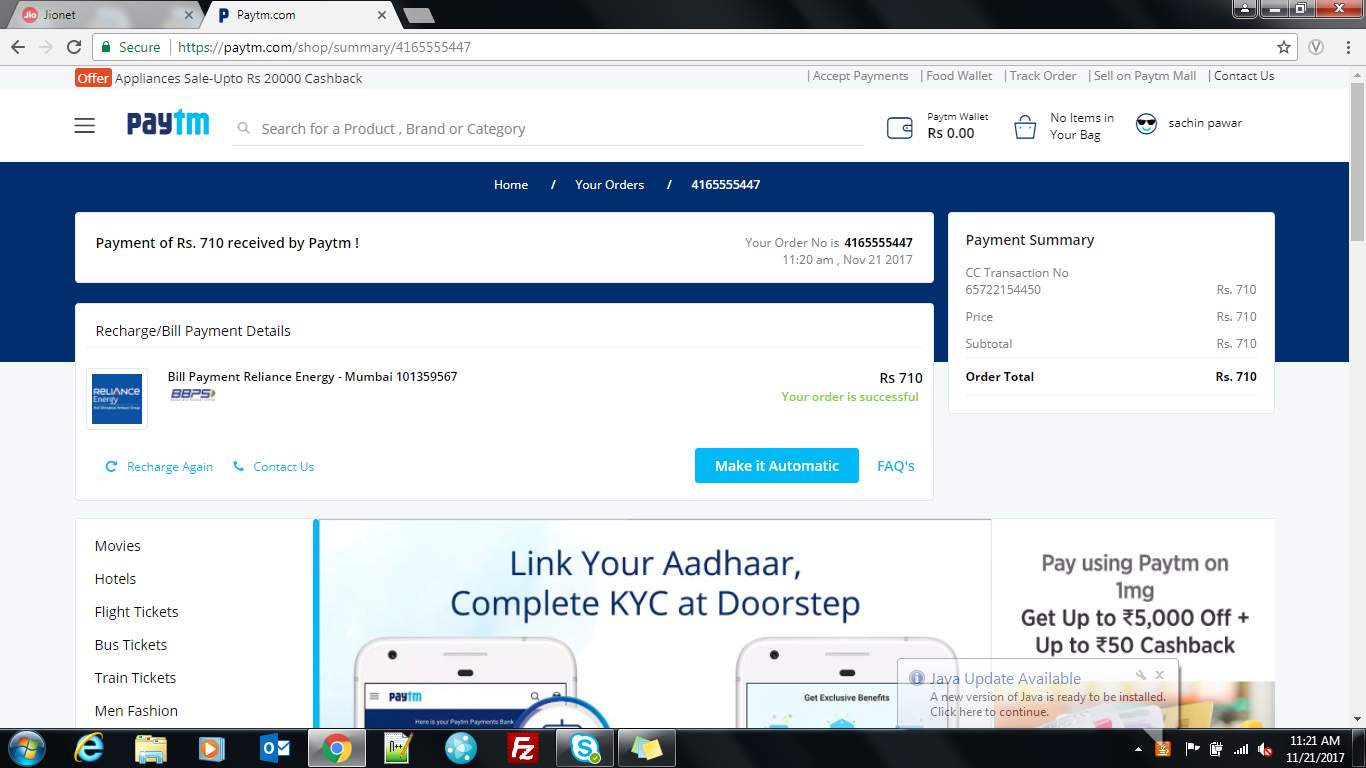 Jionet
Paytm.com
Secure
https://paytm.com/shop/summary/4165555447
Offer Appliances Sale-Upto Rs 20000 Cashback
| Accept Payments | Food Wallet | Track Order | Sell on Paytm Mall | Contact Us
paytm
Search for a Product , Brand or Category
Paytm Wallet
Rs 0.00
No Items in
Your Bag
sachin pawar
Home / Your Orders / 4165555447
Payment of Rs. 710 received by Paytm !
Your Order No is 4165555447
11:20 am , Nov 21 2017
Payment Summary
CC Transaction No
65722154450 Rs. 710
Price Rs. 710
Subtotal Rs. 710
Order Total Rs. 710
Recharge/Bill Payment Details
RELIANCE
Energy
Bill Payment Reliance Energy - Mumbai 101359567
BBPS
Rs 710
Your order is successful
Recharge Again
Contact Us
Make it Automatic
FAQ's
Movies
Hotels
Flight Tickets
Bus Tickets
Train Tickets
Men Fashion
Link Your Aadhaar,
Complete KYC at Doorstep
paytm
Here is your Paytm Payments Bank
Get Exclusive Benefits
Pay using Paytm on
1mg
Get Up to ₹5,000 Off +
Up to ₹50 Cashback
Java Update Available
A new version of Java is ready to be installed.
Click here to continue.
11:21 AM
11/21/2017